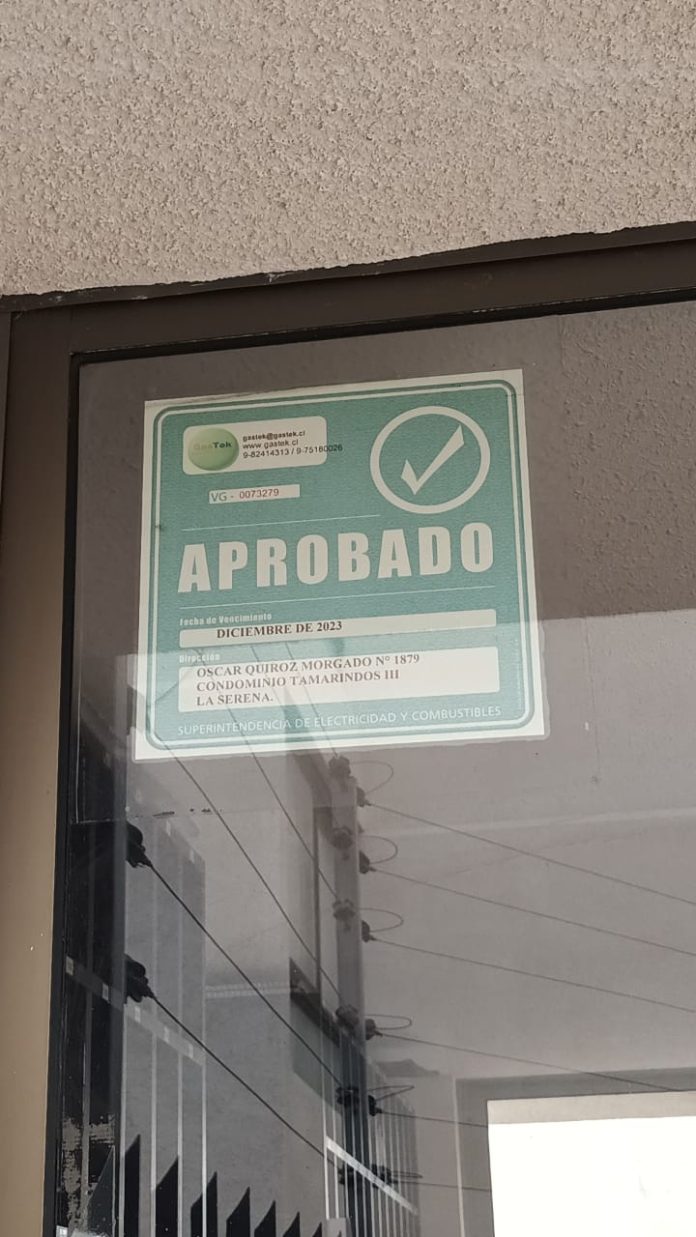 GasTek
gastek@gastek.cl
www.gastek.cl
9-82414313 / 9-75160026
VG - 0073279
APROBADO
Fecha de Vencimiento
DICIEMBRE DE 2023
Dirección
OSCAR QUIROZ MORGADO N° 1879
CONDOMINIO TAMARINDOS III
LA SERENA.
SUPERINTENDENCIA DE ELECTRICIDAD Y COMBUSTIBLES